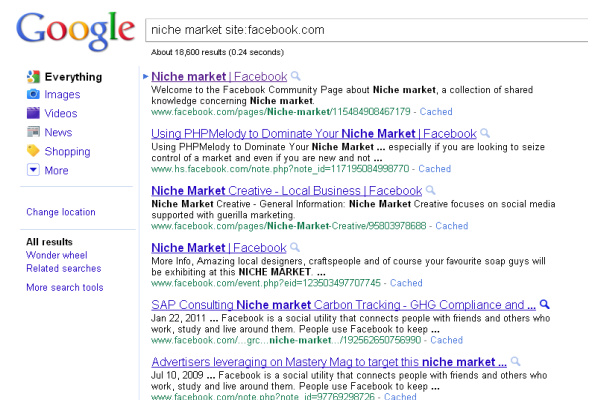 Google
niche market site:facebook.com
About 18,600 results (0.24 seconds)
Everything
Images
Videos
News
Shopping
More
Change location
All results
Wonder wheel
Related searches
More search tools
Niche market | Facebook
Welcome to the Facebook Community Page about Niche market, a collection of shared
knowledge concerning Niche market.
www.facebook.com/pages/Niche-market/115484908467179 - Cached
Using PHPMelody to Dominate Your Niche Market | Facebook
Using PHPMelody to Dominate Your Niche Market ... especially if you are looking to seize
control of a market and even if you are new and not ...
www.hs.facebook.com/note.php?note_id=117195084998770 - Cached
Niche Market Creative - Local Business | Facebook
Niche Market Creative - General Information: Niche Market Creative focuses on social media
supported with guerilla marketing.
www.facebook.com/pages/Niche-Market-Creative/95803978688 - Cached
Niche Market | Facebook
More Info, Amazing local designers, craftspeople and of course your favourite soap guys will
be exhibiting at this NICHE MARKET. ...
www.facebook.com/event.php?eid=123503497707745 - Cached
SAP Consulting Niche market Carbon Tracking - GHG Compliance and ...
Jan 22, 2011 ... Facebook is a social utility that connects people with friends and others who
work, study and live around them. People use Facebook to keep ...
www.facebook.com/...grc...niche-market.../192562650756990 - Cached
Advertisers leveraging on Mastery Mag to target this niche market ...
Jul 10, 2009 ... Facebook is a social utility that connects people with friends and others who
work, study and live around them. People use Facebook to keep ...
www.facebook.com/note.php?note_id=97769298726 - Cached